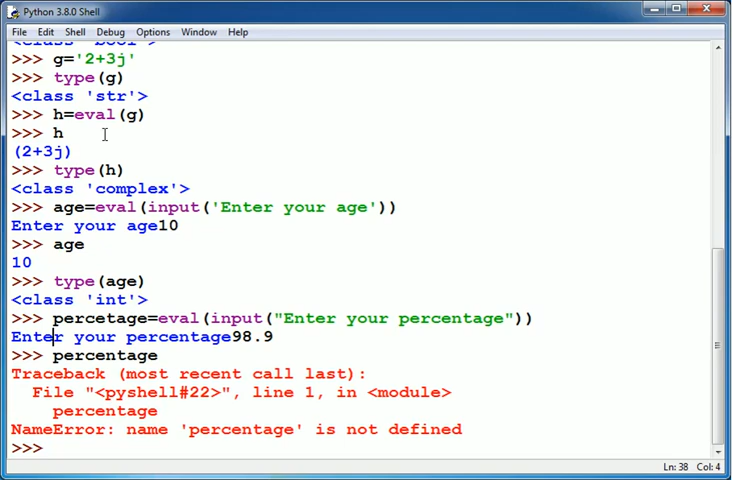 Python 3.8.0 Shell
File Edit Shell Debug Options Window Help
<class 'bool'>
>>> g='2+3j'
>>> type(g)
<class 'str'>
>>> h=eval(g)
>>> h
(2+3j)
>>> type(h)
<class 'complex'>
>>> age=eval(input('Enter your age'))
Enter your age10
>>> age
10
>>> type(age)
<class 'int'>
>>> percetage=eval(input("Enter your percentage"))
Enter your percentage98.9
>>> percentage
Traceback (most recent call last):
  File "<pyshell#22>", line 1, in <module>
    percentage
NameError: name 'percentage' is not defined
>>>
Ln: 38 Col: 4